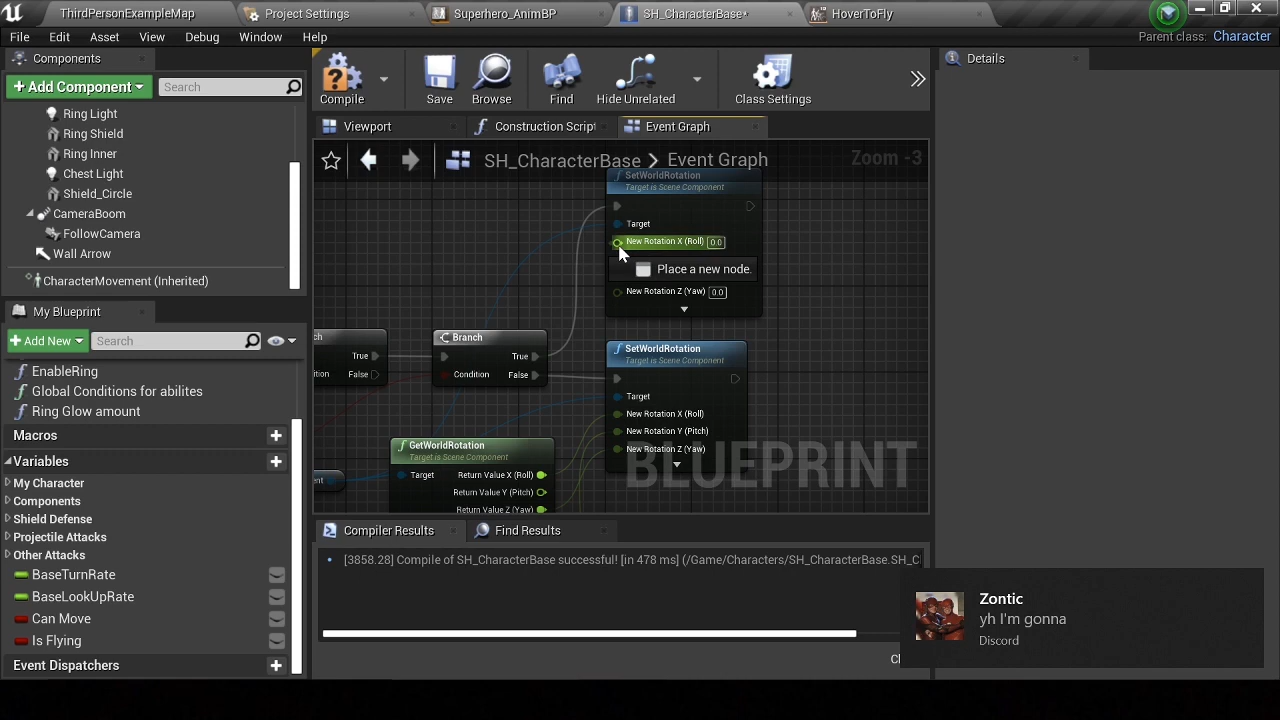 ThirdPersonExampleMap
Project Settings
Superhero_AnimBP
SH_CharacterBase*
HoverToFly
File Edit Asset View Debug Window Help
Parent class: Character
Components
+ Add Component
Search
Ring Light
Ring Shield
Ring Inner
Chest Light
Shield_Circle
CameraBoom
FollowCamera
Wall Arrow
CharacterMovement (Inherited)
My Blueprint
+ Add New
Search
EnableRing
Global Conditions for abilites
Ring Glow amount
Macros
Variables
My Character
Components
Shield Defense
Projectile Attacks
Other Attacks
BaseTurnRate
BaseLookUpRate
Can Move
Is Flying
Event Dispatchers
Compile
Save
Browse
Find
Hide Unrelated
Class Settings
Viewport
Construction Script
Event Graph
SH_CharacterBase > Event Graph
Zoom -3
SetWorldRotation
Target is Scene Component
Target
New Rotation X (Roll) 0.0
Place a new node.
New Rotation Z (Yaw) 0.0
ch
True
dition
False
Branch
True
Condition
False
SetWorldRotation
Target is Scene Component
Target
New Rotation X (Roll)
New Rotation Y (Pitch)
New Rotation Z (Yaw)
GetWorldRotation
Target is Scene Component
Target
Return Value X (Roll)
Return Value Y (Pitch)
Return Value Z (Yaw)
ent
BLUEPRINT
Compiler Results
Find Results
[3858.28] Compile of SH_CharacterBase successful! [in 478 ms] (/Game/Characters/SH_CharacterBase.SH_C
Details
Zontic
yh I'm gonna
Discord